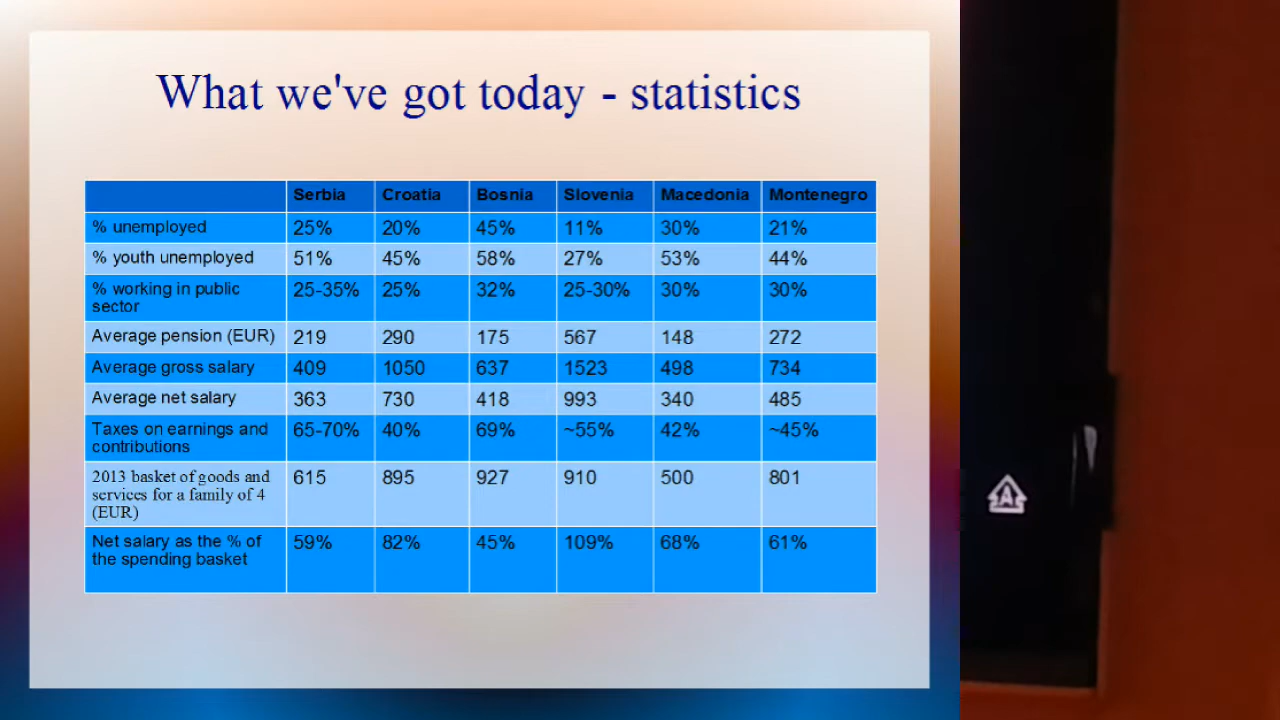 What we've got today - statistics
Serbia Croatia Bosnia Slovenia Macedonia Montenegro
% unemployed 25% 20% 45% 11% 30% 21%
% youth unemployed 51% 45% 58% 27% 53% 44%
% working in public 25-35% 25% 32% 25-30% 30% 30%
sector
Average pension (EUR) 219 290 175 567 148 272
Average gross salary 409 1050 637 1523 498 734
Average net salary 363 730 418 993 340 485
Taxes on earnings and 65-70% 40% 69% ~55% 42% ~45%
contributions
2013 basket of goods and 615 895 927 910 500 801
services for a family of 4
(EUR)
Net salary as the % of 59% 82% 45% 109% 68% 61%
the spending basket
A